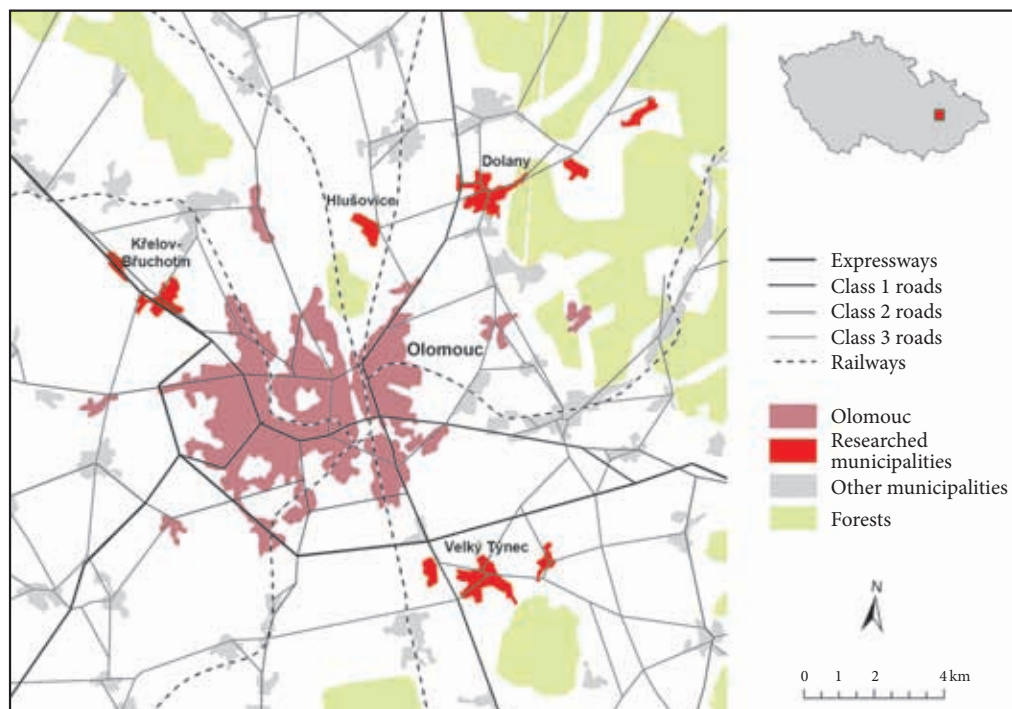 Dolany
Hlušovice
Křelov-
Břuchotín
Olomouc
Velký Týnec
Expressways
Class 1 roads
Class 2 roads
Class 3 roads
Railways
Olomouc
Researched
municipalities
Other municipalities
Forests
N
0 1 2 4 km